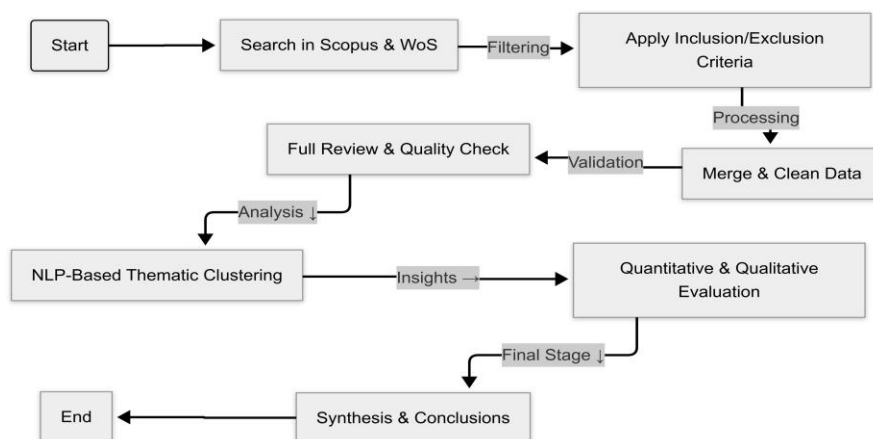 Start
Search in Scopus & WoS
Filtering
Apply Inclusion/Exclusion
Criteria
Processing
Merge & Clean Data
Validation
Full Review & Quality Check
Analysis ↓
NLP-Based Thematic Clustering
Insights →
Quantitative & Qualitative
Evaluation
Final Stage ↓
Synthesis & Conclusions
End